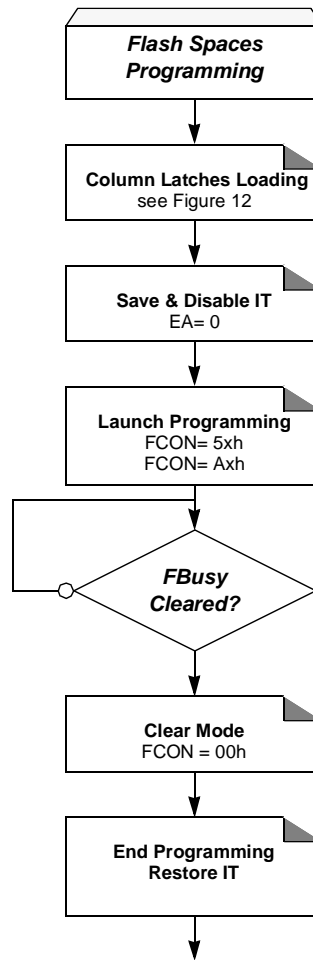 Flash Spaces
Programming
Column Latches Loading
see Figure 12
Save & Disable IT
EA= 0
Launch Programming
FCON= 5xh
FCON= Axh
FBusy
Cleared?
Clear Mode
FCON = 00h
End Programming
Restore IT